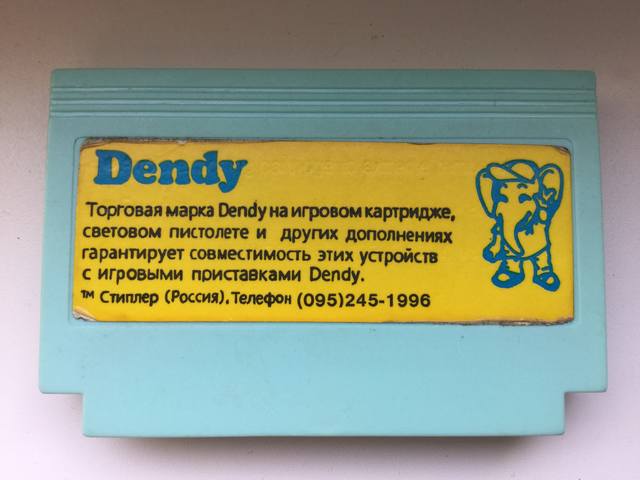 Dendy
Торговая марка Dendy на игровом картридже,
световом пистолете и других дополнениях
гарантирует совместимость этих устройств
с игровыми приставками Dendy.
™ Стиплер (Россия). Телефон (095)245-1996